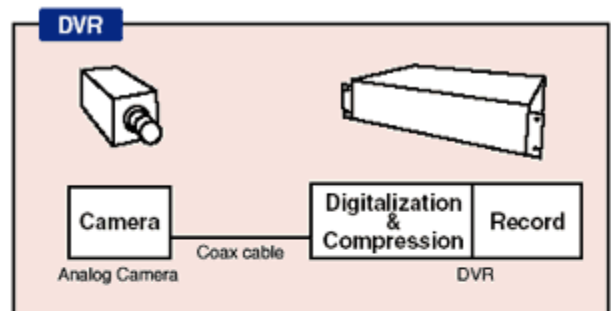 DVR
Camera
Digitalization
&
Compression
Record
Coax cable
Analog Camera
DVR